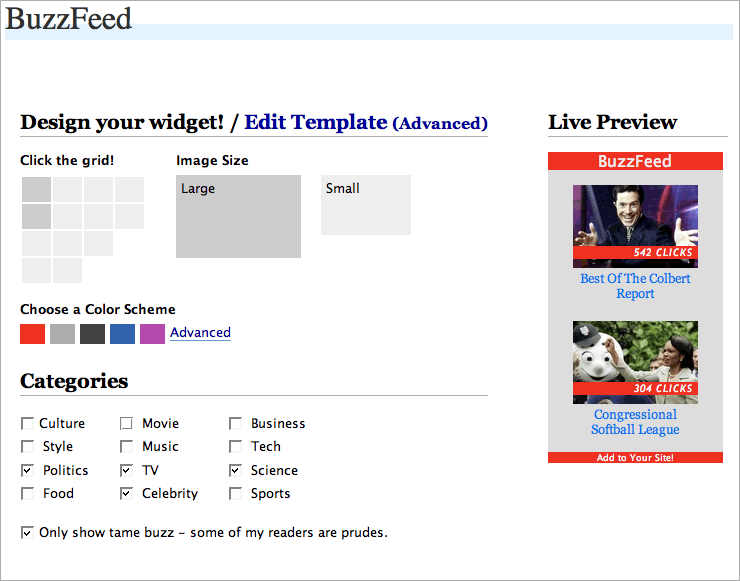 BuzzFeed
Design your widget! / Edit Template (Advanced)
Click the grid!
Image Size
Large
Small
Choose a Color Scheme
Advanced
Categories
Culture
Movie
Business
Style
Music
Tech
Politics
TV
Science
Food
Celebrity
Sports
Only show tame buzz – some of my readers are prudes.
Live Preview
BuzzFeed
542 CLICKS
Best Of The Colbert
Report
304 CLICKS
Congressional
Softball League
Add to Your Site!